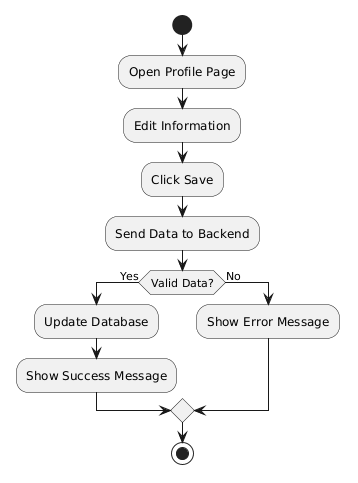 Open Profile Page
Edit Information
Click Save
Send Data to Backend
Valid Data?
Yes
No
Update Database
Show Error Message
Show Success Message